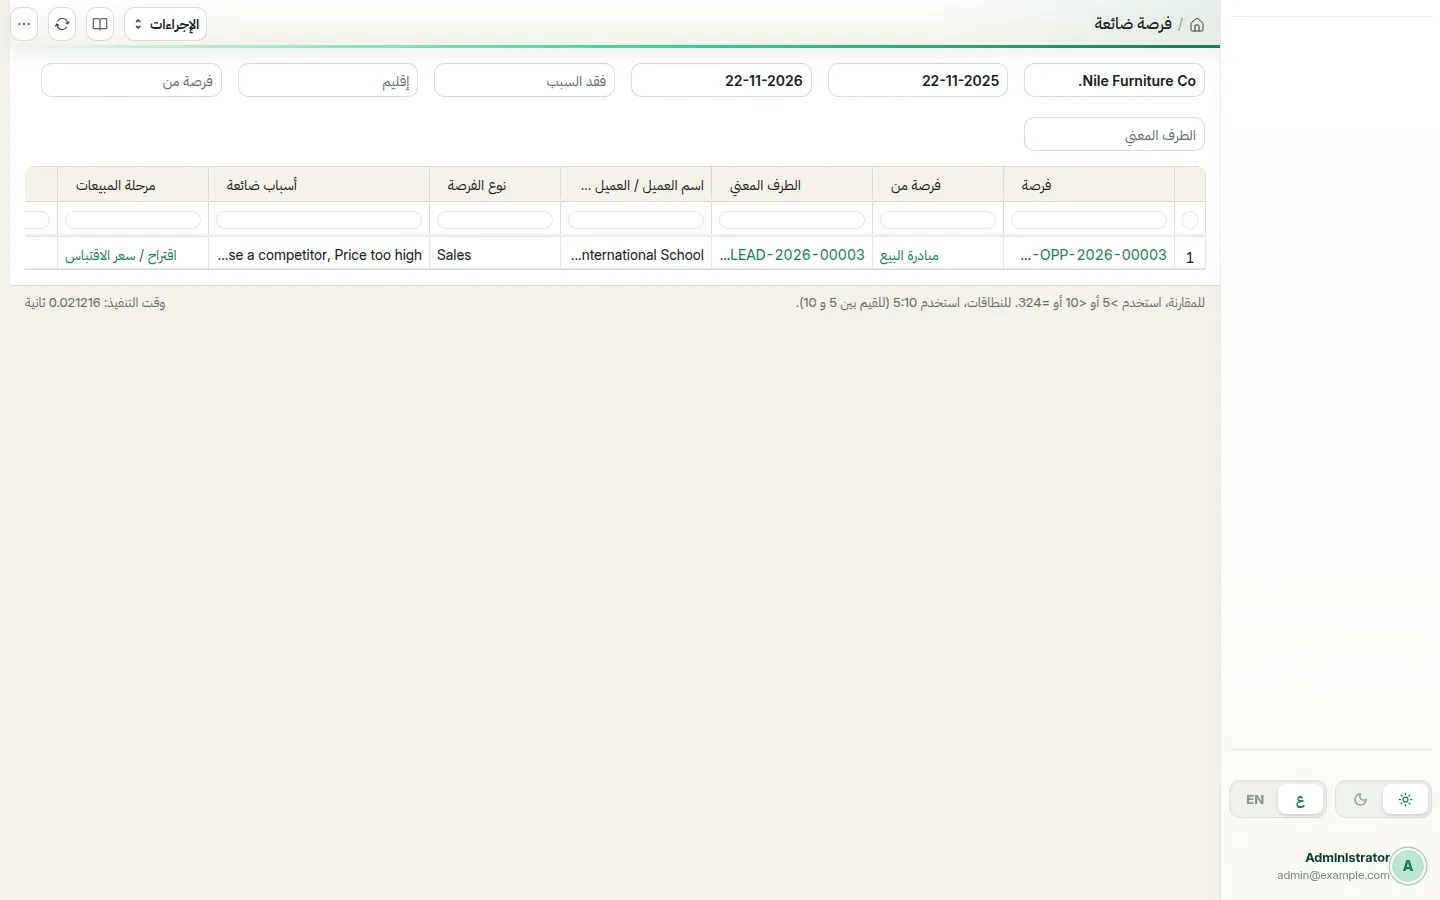 فرصة ضائعة /
الإجراءات
Nile Furniture Co.
22-11-2025
22-11-2026
فقد السبب
إقليم
فرصة من
الطرف المعني
فرصة
فرصة من
الطرف المعني
اسم العميل / العميل ...
نوع الفرصة
أسباب ضائعة
مرحلة المبيعات
1
...-OPP-2026-00003
مبادرة البيع
...LEAD-2026-00003
...nternational School
Sales
...se a competitor, Price too high
اقتراح / سعر الاقتباس
للمقارنة، استخدم >5 أو <10 أو =324. للنطاقات، استخدم 5:10 (للقيم بين 5 و 10).
وقت التنفيذ: 0.021216 ثانية
ع
EN
A
Administrator
admin@example.com